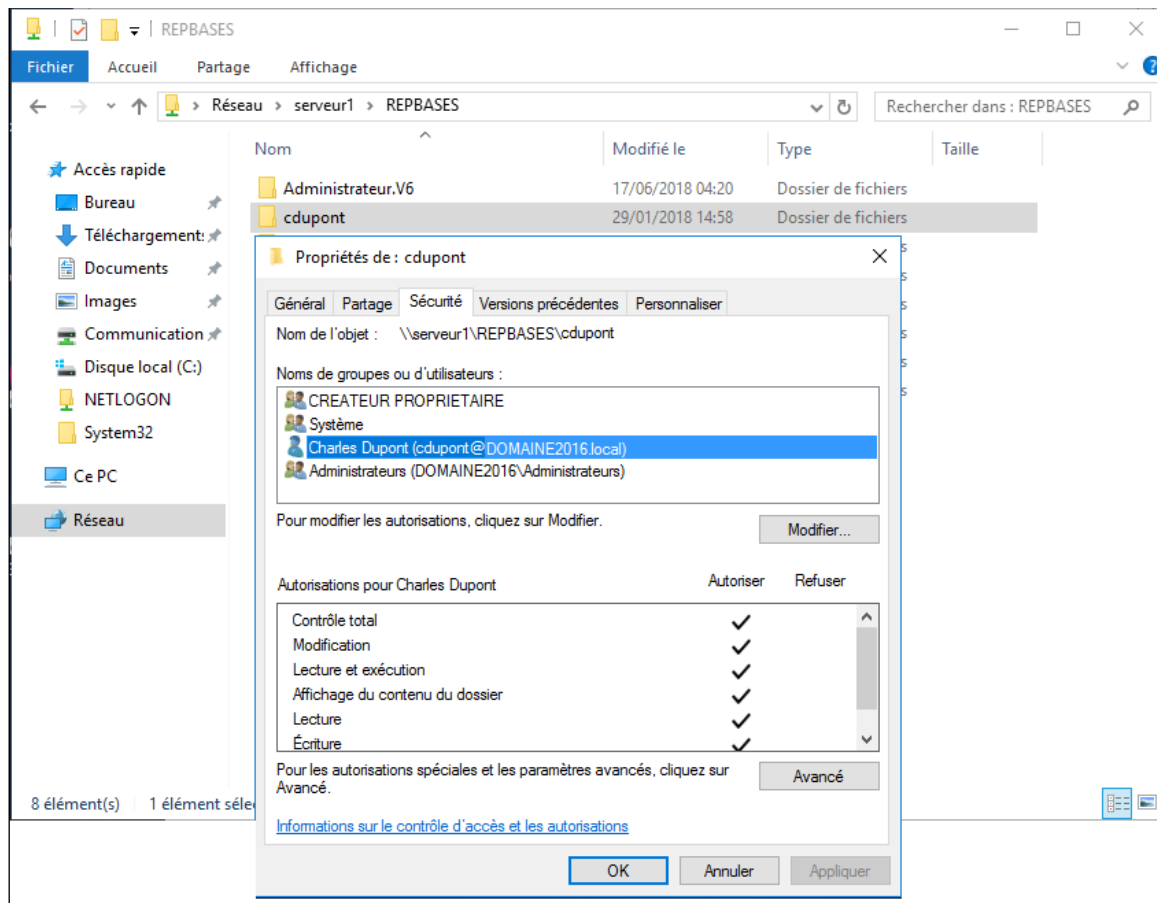 REPBASES
Fichier Accueil Partage Affichage
Réseau > serveur1 > REPBASES
Rechercher dans : REPBASES
Nom Modifié le Type Taille
Accès rapide
Bureau
Téléchargement:
Documents
Images
Communication
Disque local (C:)
NETLOGON
System32
Ce PC
Réseau
Administrateur.V6 17/06/2018 04:20 Dossier de fichiers
cdupont 29/01/2018 14:58 Dossier de fichiers
s
s
s
s
s
s
Propriétés de : cdupont
Général Partage Sécurité Versions précédentes Personnaliser
Nom de l'objet : \\serveur1\REPBASES\cdupont
Noms de groupes ou d'utilisateurs :
CREATEUR PROPRIETAIRE
Système
Charles Dupont (cdupont@DOMAINE2016.local)
Administrateurs (DOMAINE2016\Administrateurs)
Pour modifier les autorisations, cliquez sur Modifier.
Modifier...
Autorisations pour Charles Dupont Autoriser Refuser
Contrôle total
Modification
Lecture et exécution
Affichage du contenu du dossier
Lecture
Écriture
Pour les autorisations spéciales et les paramètres avancés, cliquez sur
Avancé.
Avancé
Informations sur le contrôle d'accès et les autorisations
OK Annuler Appliquer
8 élément(s) 1 élément séle